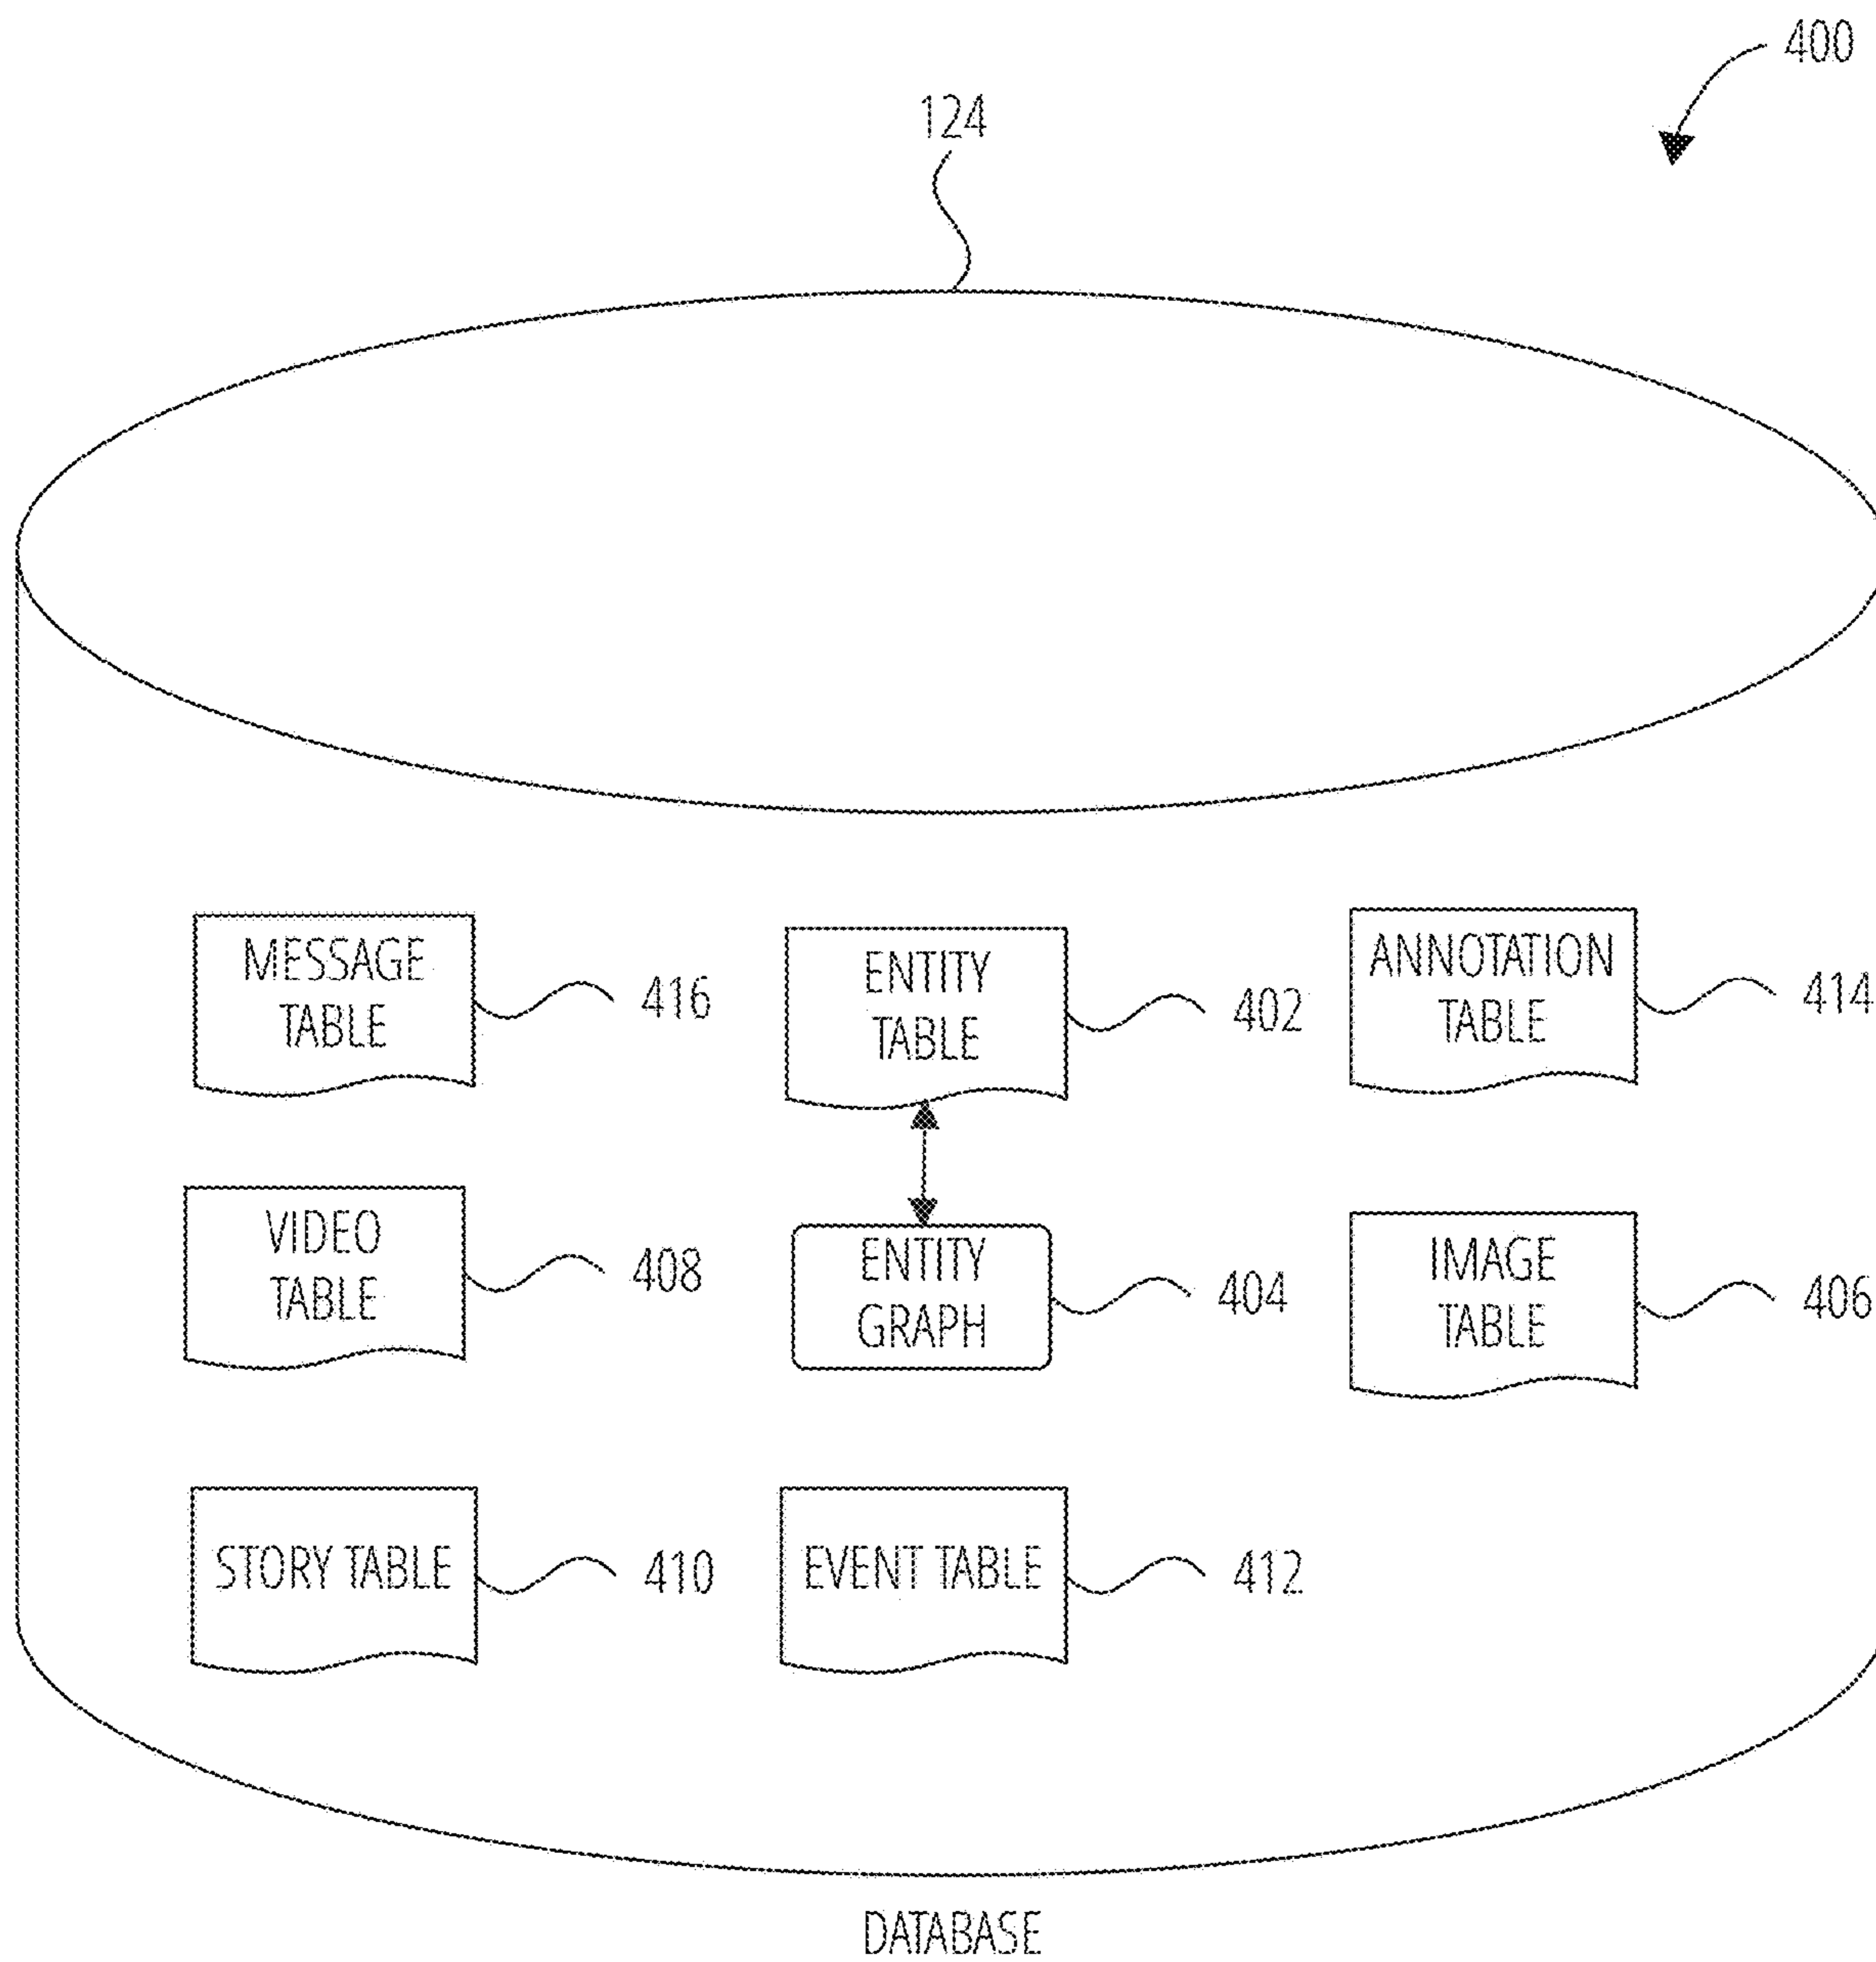 400
124
MESSAGE
TABLE
416
ENTITY
TABLE
402
ANNOTATION
TABLE
414
VIDEO
TABLE
408
ENTITY
GRAPH
404
IMAGE
TABLE
406
STORY TABLE
410
EVENT TABLE
412
DATABASE